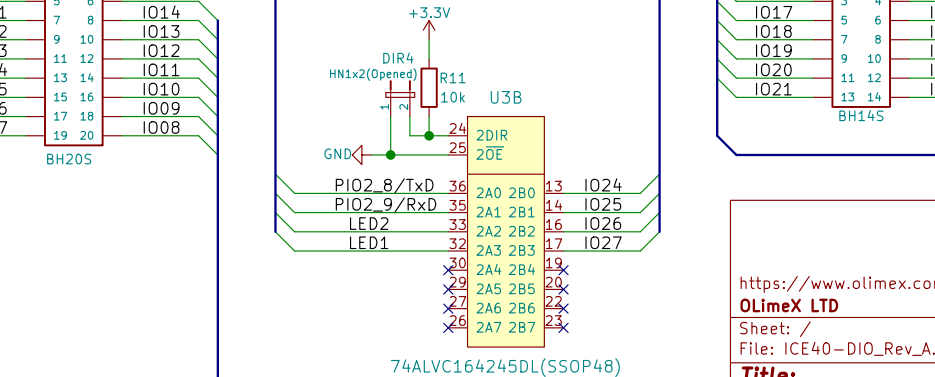 5 6
7 8 IO14
9 10 IO13
11 12 IO12
13 14 IO11
15 16 IO10
17 18 IO09
19 20 IO08
BH20S
+3.3V
DIR4
HN1x2(Opened)
1 2
R11
10k
U3B
GND
24 2DIR
25 2OE
PIO2_8/TxD 36 2A0 2B0 13 IO24
PIO2_9/RxD 35 2A1 2B1 14 IO25
LED2 33 2A2 2B2 16 IO26
LED1 32 2A3 2B3 17 IO27
30 2A4 2B4 19
29 2A5 2B5 20
27 2A6 2B6 22
26 2A7 2B7 23
74ALVC164245DL(SSOP48)
3 4
IO17 5 6
IO18 7 8
IO19 9 10
IO20 11 12
IO21 13 14
BH14S
https://www.olimex.co
OLimeX LTD
Sheet: /
File: ICE40-DIO_Rev_A.
Title: